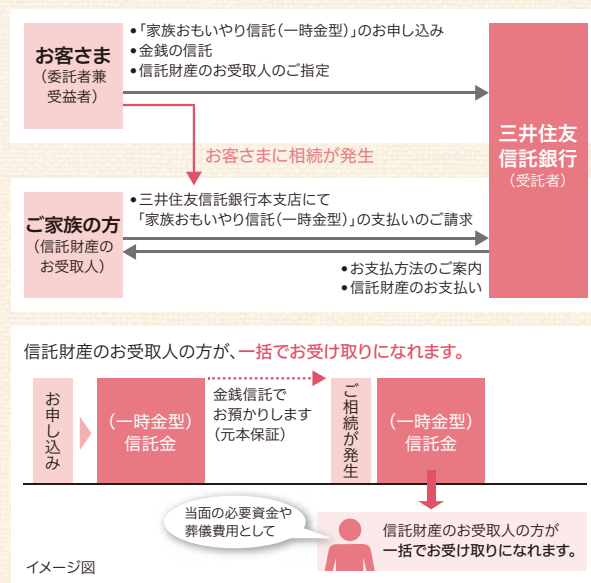 お客さま
(委託者兼
受益者)
•「家族おもいやり信託(一時金型)」のお申し込み
•金銭の信託
•信託財産のお受取人のご指定
三井住友
信託銀行
(受託者)
お客さまに相続が発生
ご家族の方
(信託財産の
お受取人)
•三井住友信託銀行本支店にて
「家族おもいやり信託(一時金型)」の支払いのご請求
•お支払方法のご案内
•信託財産のお支払い
信託財産のお受取人の方が、一括でお受け取りになれます。
お申し込み
(一時金型)
信託金
金銭信託で
お預かりします
(元本保証)
ご相続が発生
(一時金型)
信託金
当面の必要資金や
葬儀費用として
信託財産のお受取人の方が
一括でお受け取りになれます。
イメージ図